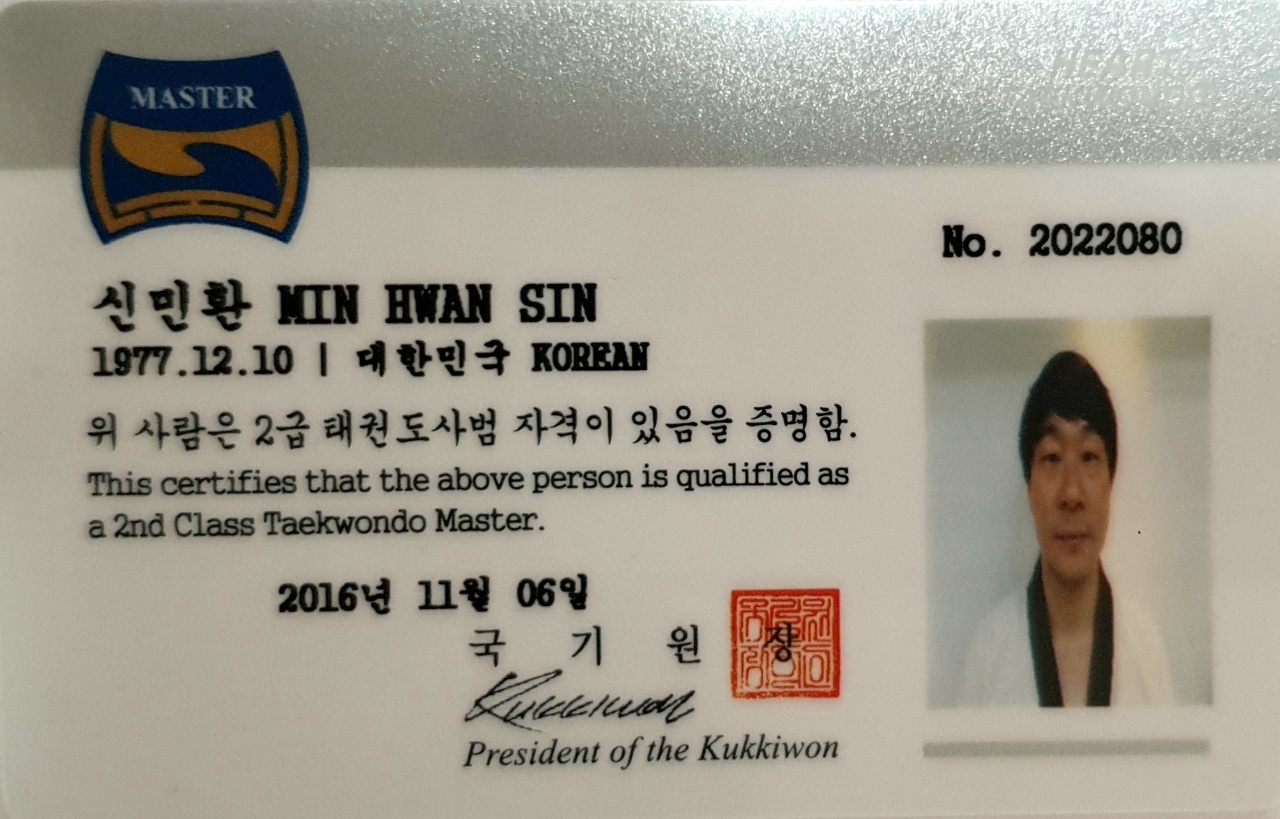 HEART
MASTER
No. 2022080
신민환 MIN HWAN SIN
1977.12.10 | 대한민국 KOREAN
위 사람은 2급 태권도사범 자격이 있음을 증명함.
This certifies that the above person is qualified as
a 2nd Class Taekwondo Master.
2016년 11월 06일
국 기 원 장
Kukkiwon
President of the Kukkiwon